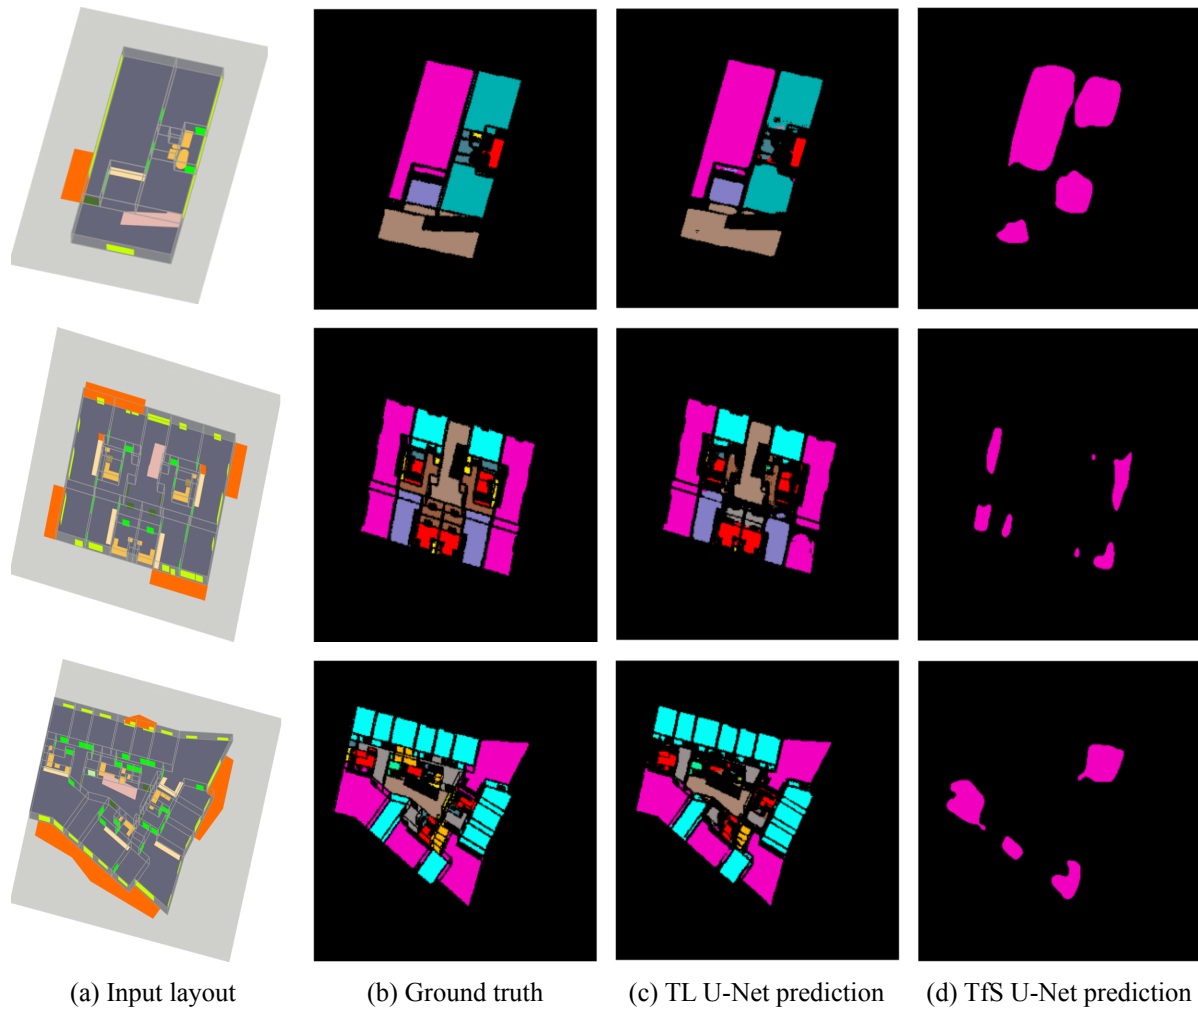 (a) Input layout
(b) Ground truth
(c) TL U-Net prediction
(d) TfS U-Net prediction